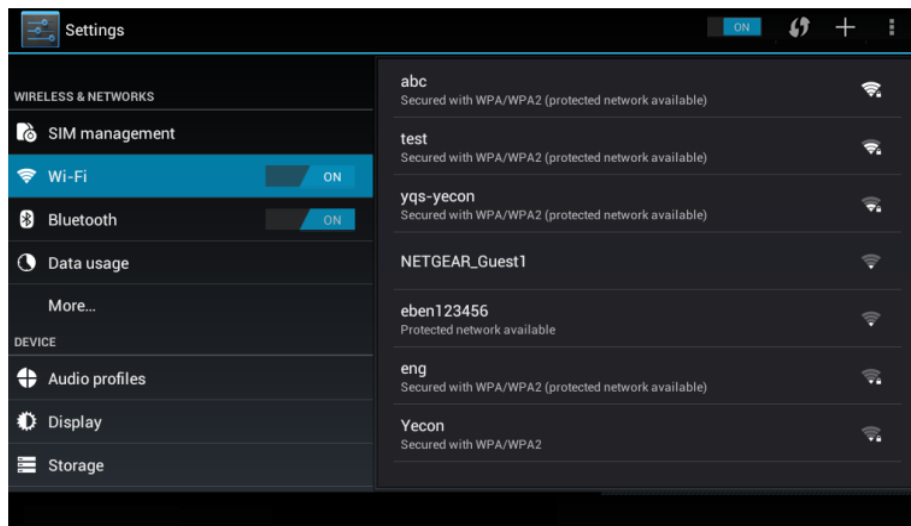 Settings
ON
WIRELESS & NETWORKS
SIM management
Wi-Fi
ON
Bluetooth
ON
Data usage
More...
DEVICE
Audio profiles
Display
Storage
abc
Secured with WPA/WPA2 (protected network available)
test
Secured with WPA/WPA2 (protected network available)
yqs-yecon
Secured with WPA/WPA2 (protected network available)
NETGEAR_Guest1
eben123456
Protected network available
eng
Secured with WPA/WPA2 (protected network available)
Yecon
Secured with WPA/WPA2